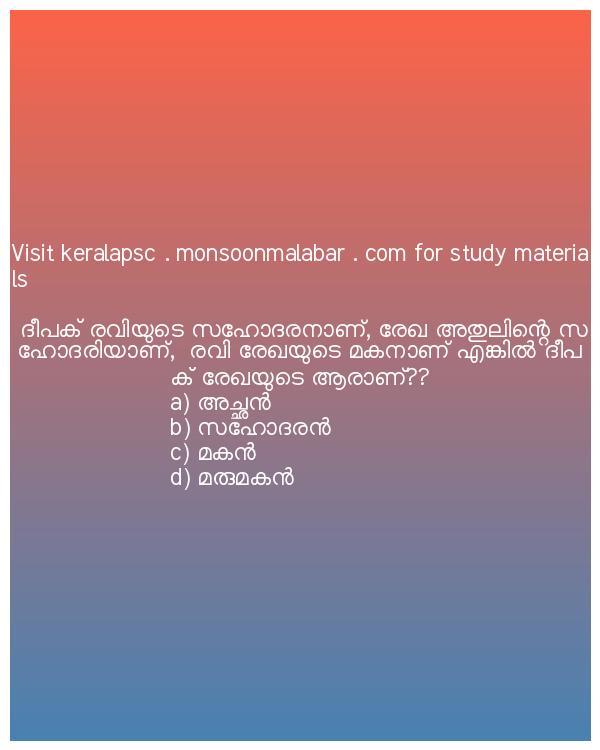 Visit keralapsc . monsoonmalabar . com for study materia
ls
ദീപക് രവിയുടെ സഹോദരനാണ്, രേഖ അതുലിന്റെ സ
ഹോദരിയാണ്,  രവി രേഖയുടെ മകനാണ് എങ്കിൽ ദീപ
ക് രേഖയുടെ ആരാണ്??
a) അച്ഛൻ
b) സഹോദരൻ
c) മകൻ
d) മരുമകൻ